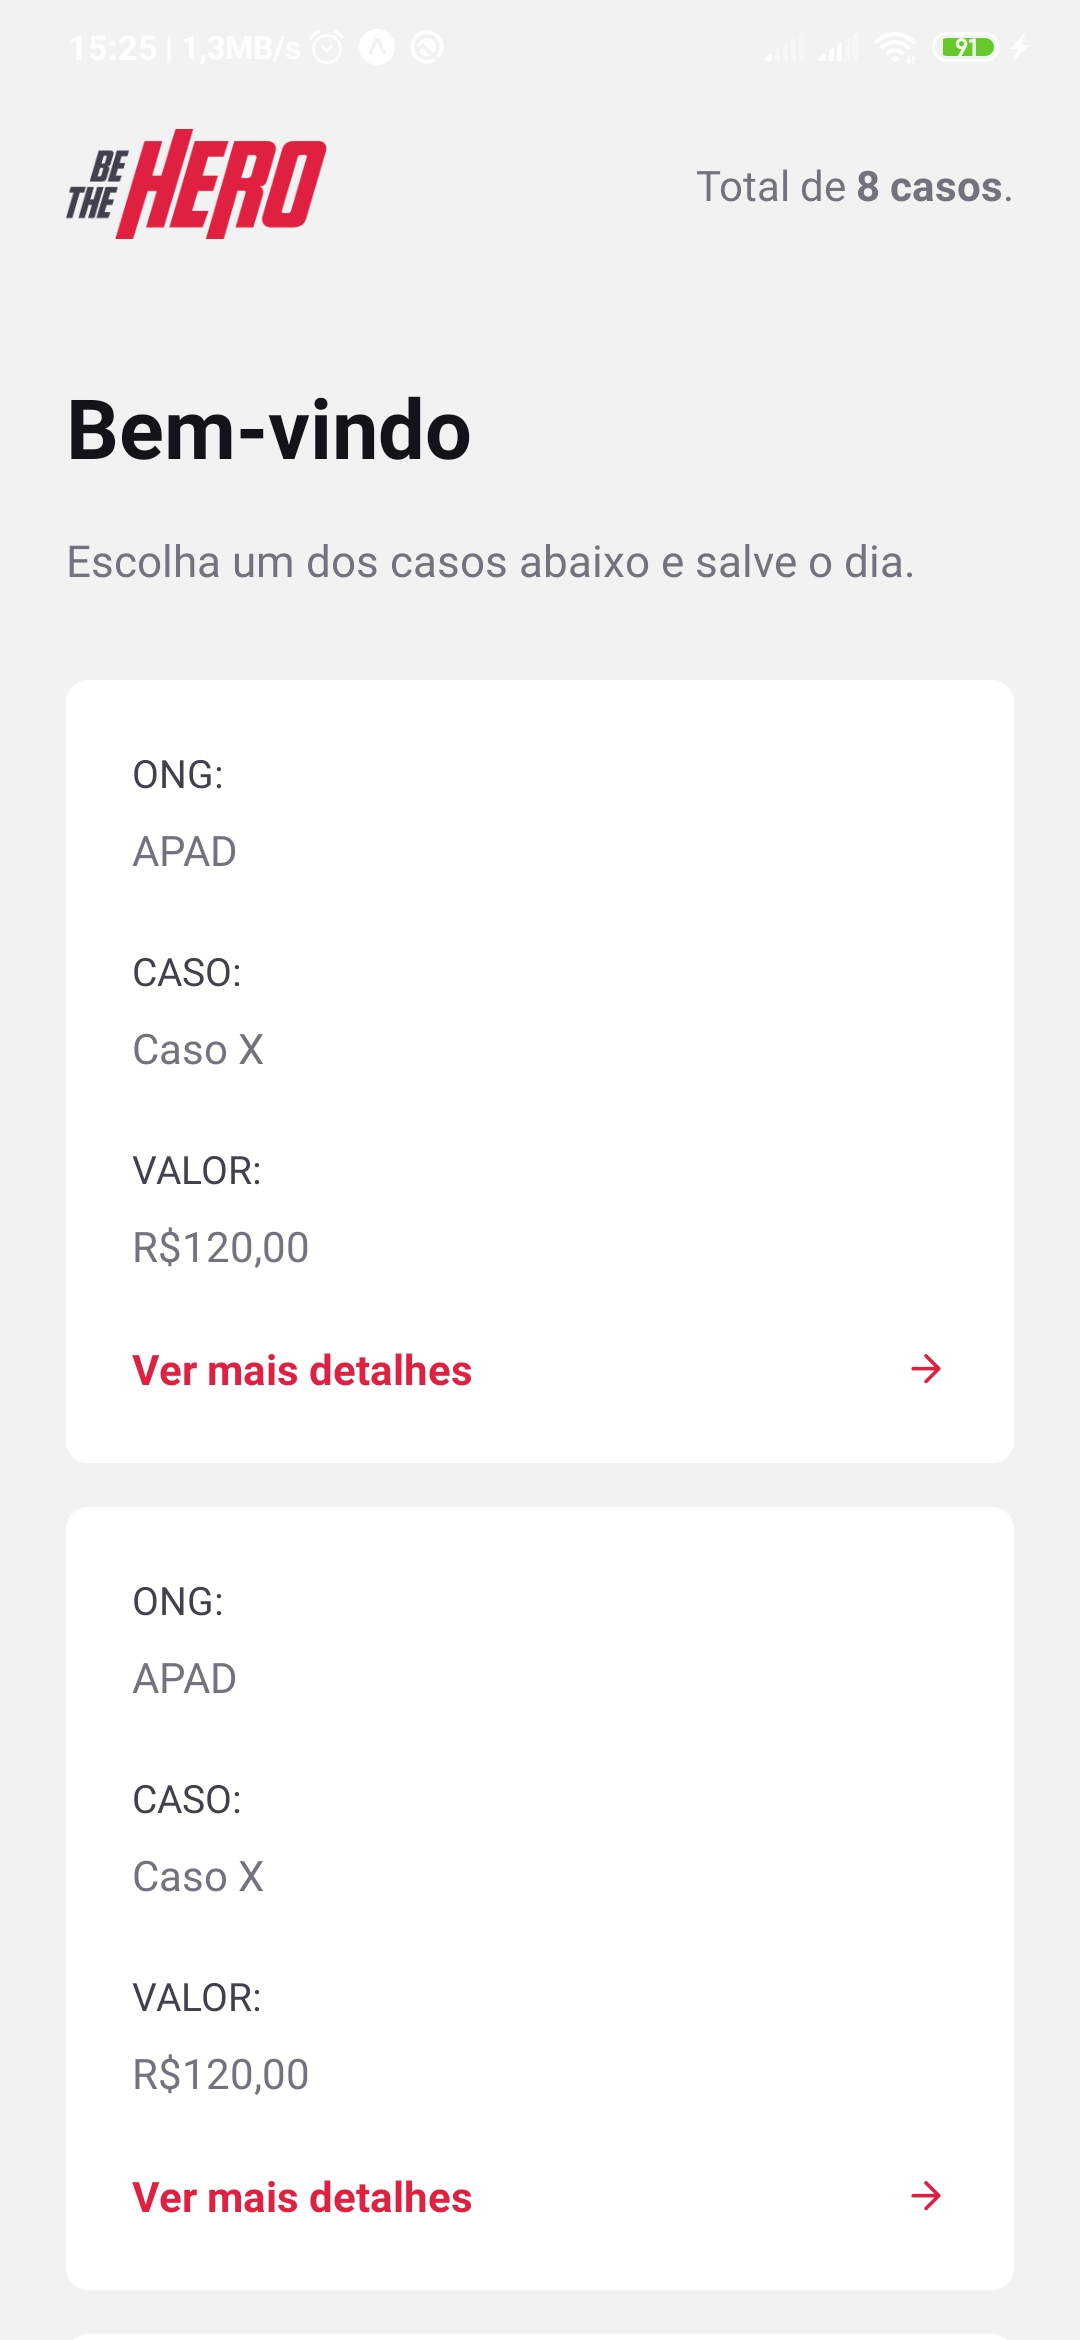 15:25 | 1,3MB/s
91
BE THE HERO
Total de 8 casos.
Bem-vindo
Escolha um dos casos abaixo e salve o dia.
ONG:
APAD
CASO:
Caso X
VALOR:
R$120,00
Ver mais detalhes
ONG:
APAD
CASO:
Caso X
VALOR:
R$120,00
Ver mais detalhes